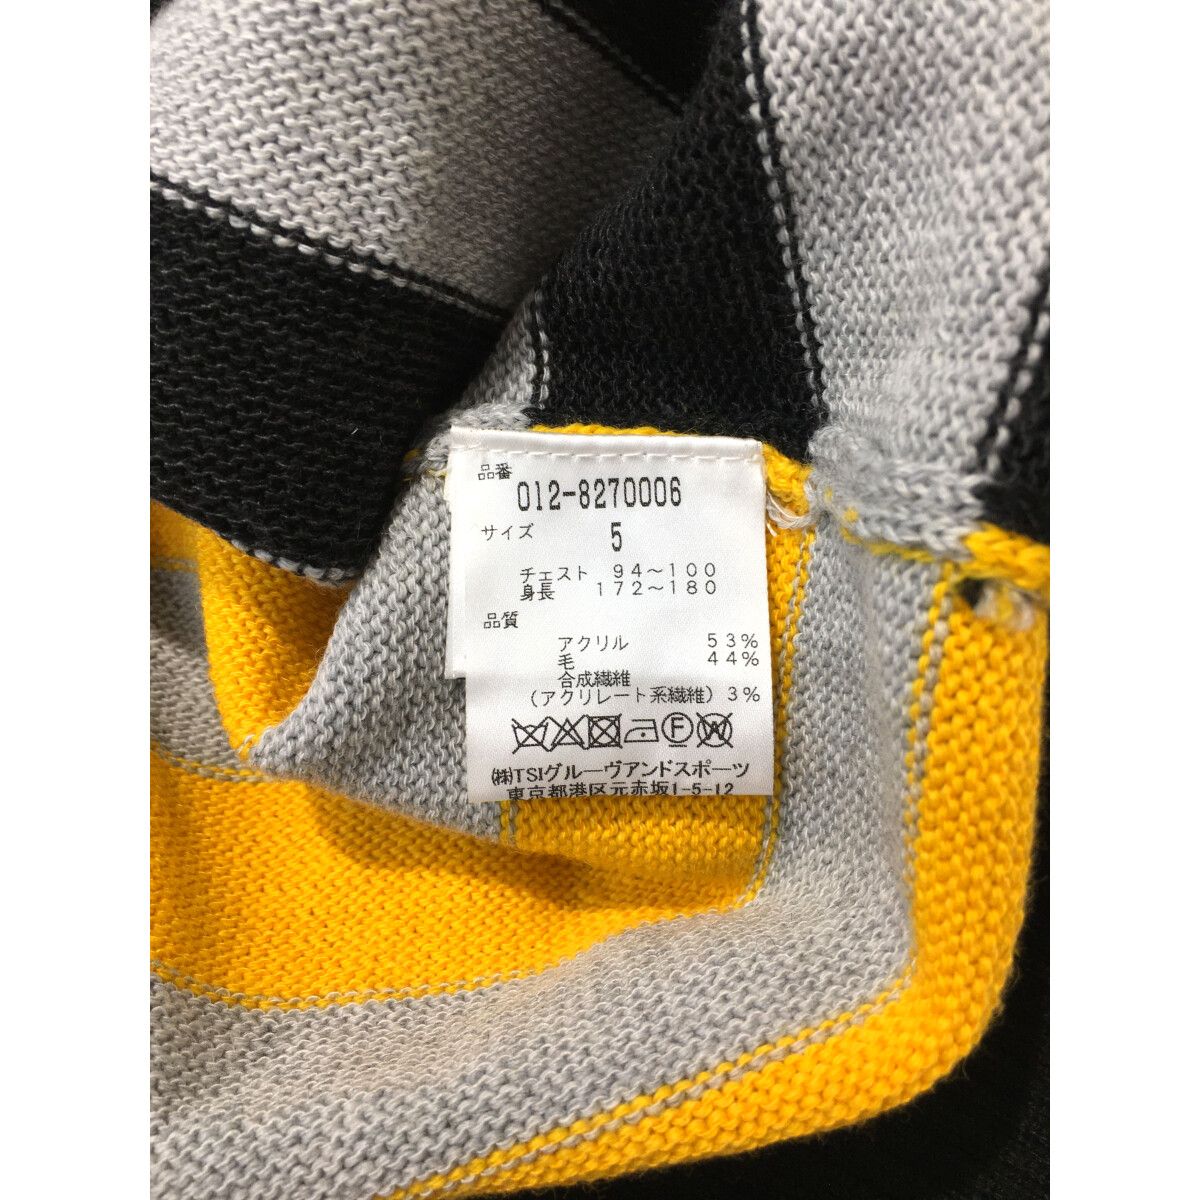 品番
012-8270006
サイズ 5
チェスト 94～100
身長 172～180
品質
アクリル 53%
毛 44%
合成繊維
(アクリレート系繊維) 3%
F W
㈱TSIグルーヴアンドスポーツ
東京都港区元赤坂1-5-12